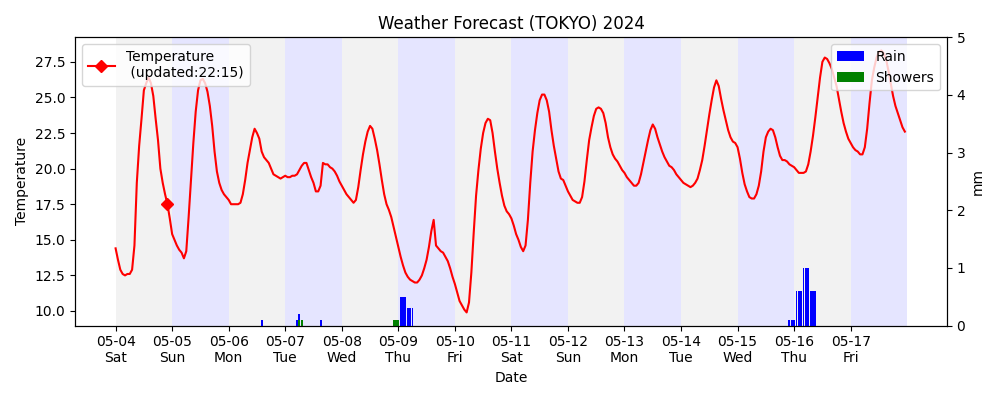 Weather Forecast (TOKYO) 2024
Temperature
(updated:22:15)
Rain
Showers
27.5
25.0
22.5
20.0
17.5
15.0
12.5
10.0
Temperature
5
4
3
2
1
0
mm
05-04 05-05 05-06 05-07 05-08 05-09 05-10 05-11 05-12 05-13 05-14 05-15 05-16 05-17
Sat Sun Mon Tue Wed Thu Fri Sat Sun Mon Tue Wed Thu Fri
Date